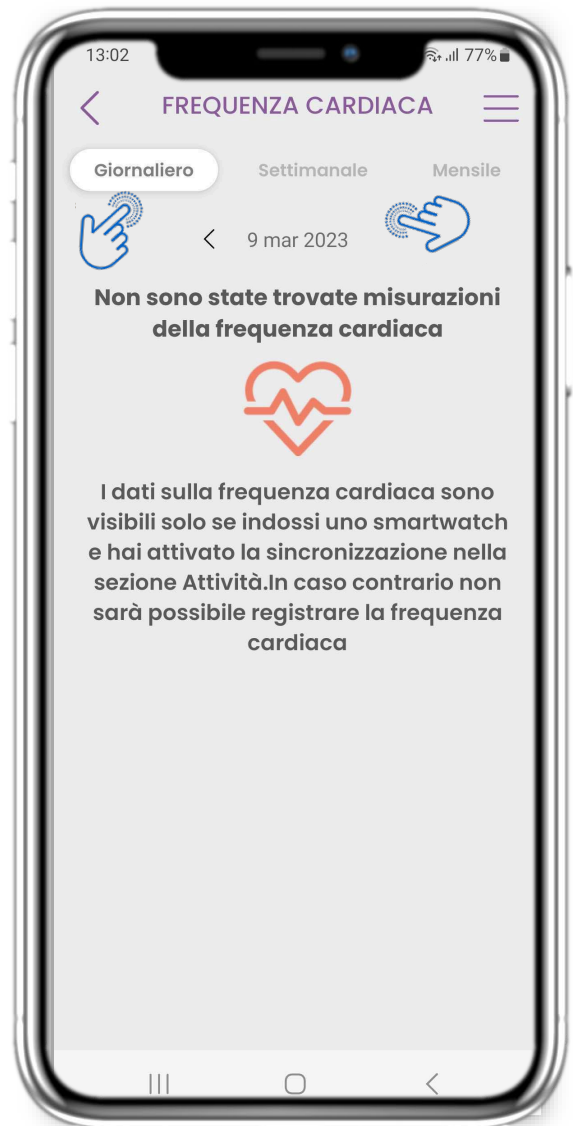 13:02
77%
FREQUENZA CARDIACA
Giornaliero
Settimanale
Mensile
9 mar 2023
Non sono state trovate misurazioni
della frequenza cardiaca
I dati sulla frequenza cardiaca sono
visibili solo se indossi uno smartwatch
e hai attivato la sincronizzazione nella
sezione Attività.In caso contrario non
sarà possibile registrare la frequenza
cardiaca